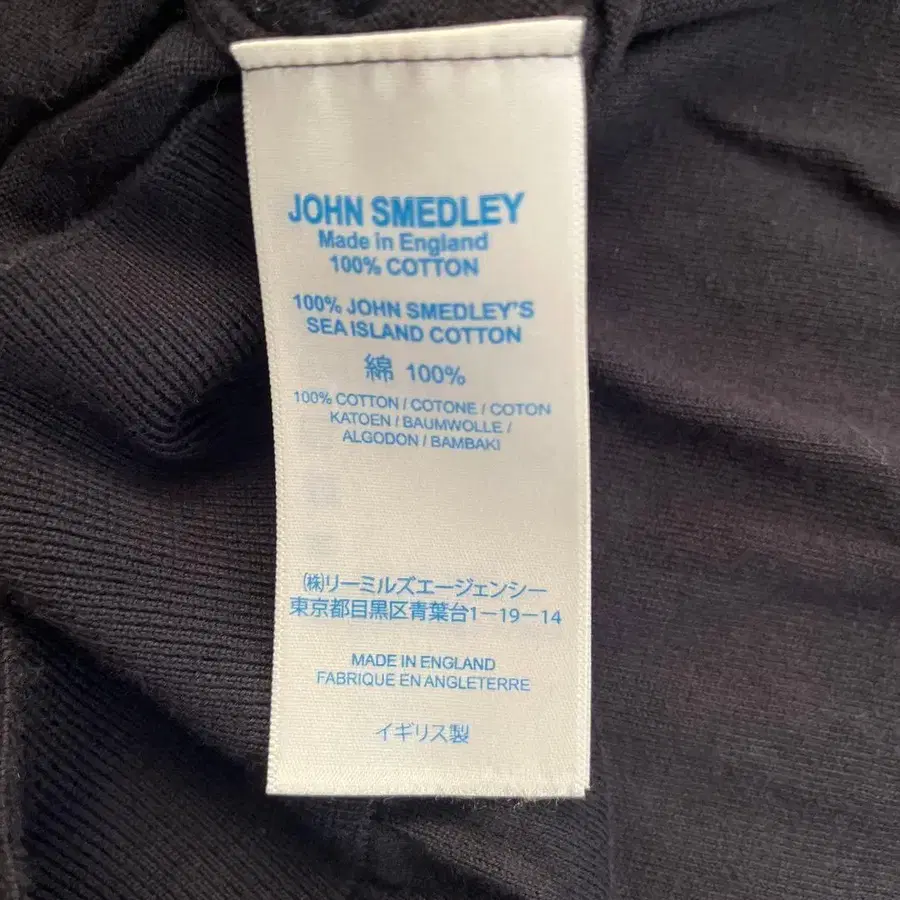 JOHN SMEDLEY
Made in England
100% COTTON
100% JOHN SMEDLEY'S
SEA ISLAND COTTON
綿 100%
100% COTTON / COTONE / COTON
KATOEN / BAUMWOLLE /
ALGODON / BAMBAKI
㈱リーミルズエージェンシー
東京都目黒区青葉台1−19−14
MADE IN ENGLAND
FABRIQUE EN ANGLETERRE
イギリス製